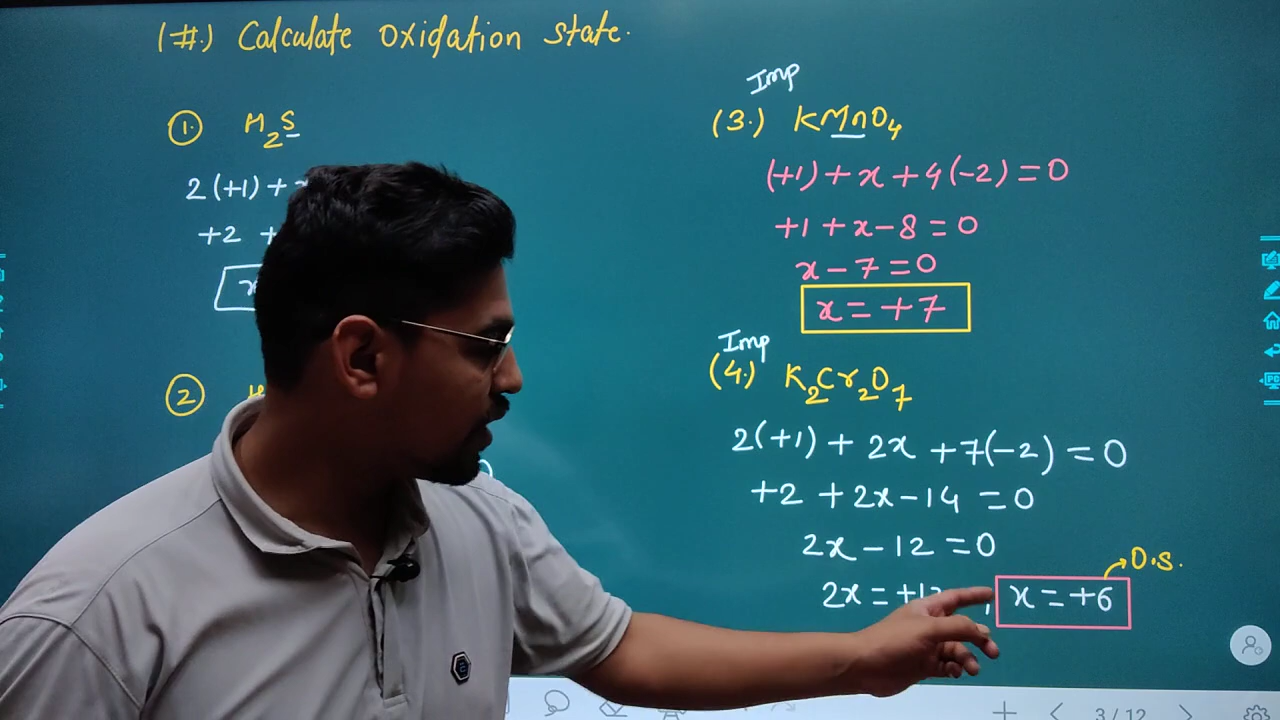 (#.) Calculate oxidation state.
① H₂S
2(+1)+x
+2 +
x
②
Imp
(3.) KMnO₄
(+1)+x+4(-2)=0
+1+x-8=0
x-7=0
x=+7
Imp
(4.) K₂Cr₂O₇
2(+1)+2x+7(-2)=0
+2+2x-14=0
2x-12=0
2x=+12, x=+6 → O.S.
3/12